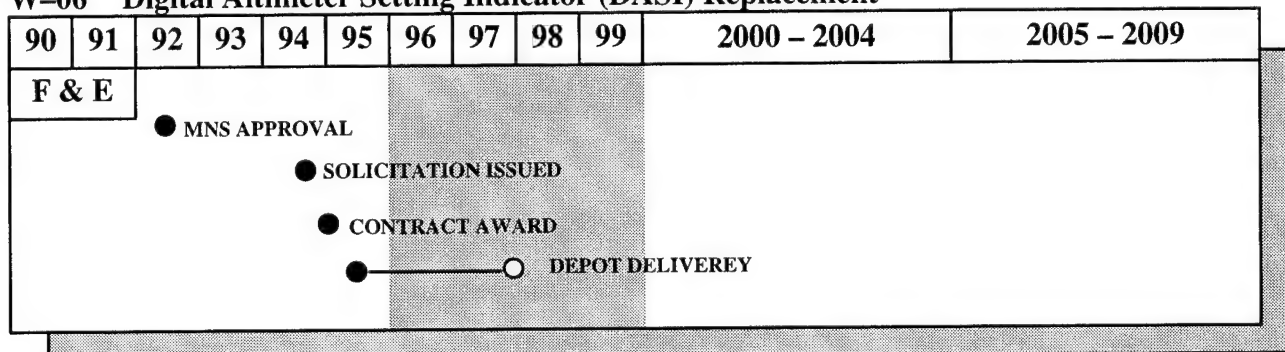 W–06 Digital Altimeter Setting Indicator (DASI) Replacement
90 91 92 93 94 95 96 97 98 99 2000 – 2004 2005 – 2009
F & E
MNS APPROVAL
SOLICITATION ISSUED
CONTRACT AWARD
DEPOT DELIVEREY